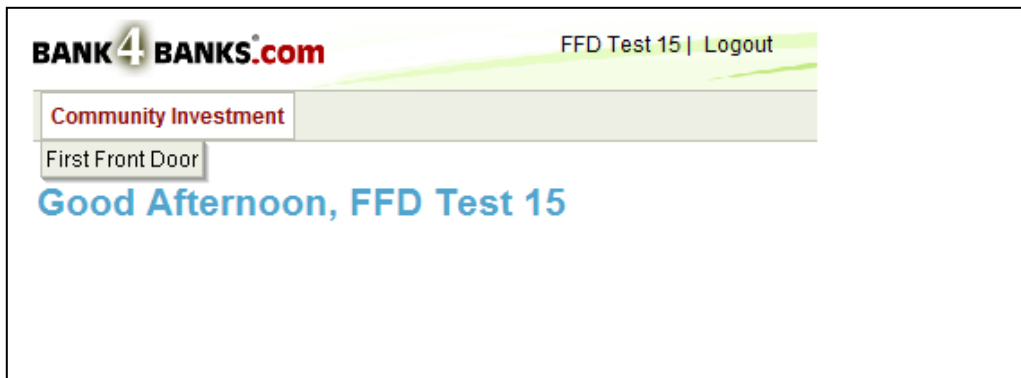 BANK4BANKS.com
FFD Test 15 | Logout
Community Investment
First Front Door
Good Afternoon, FFD Test 15